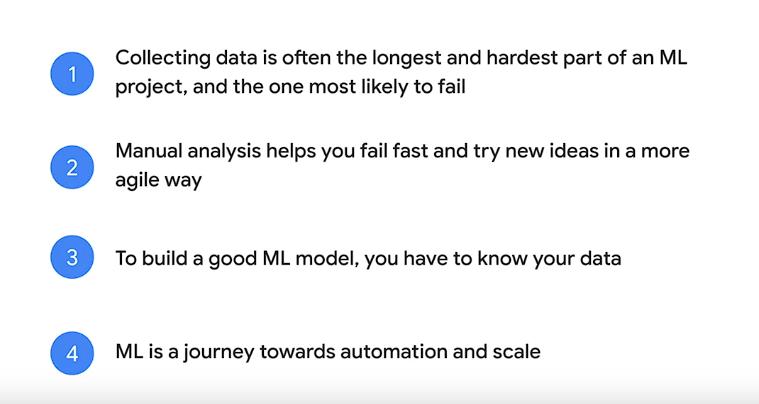 1
Collecting data is often the longest and hardest part of an ML
project, and the one most likely to fail
2
Manual analysis helps you fail fast and try new ideas in a more
agile way
3
To build a good ML model, you have to know your data
4
ML is a journey towards automation and scale